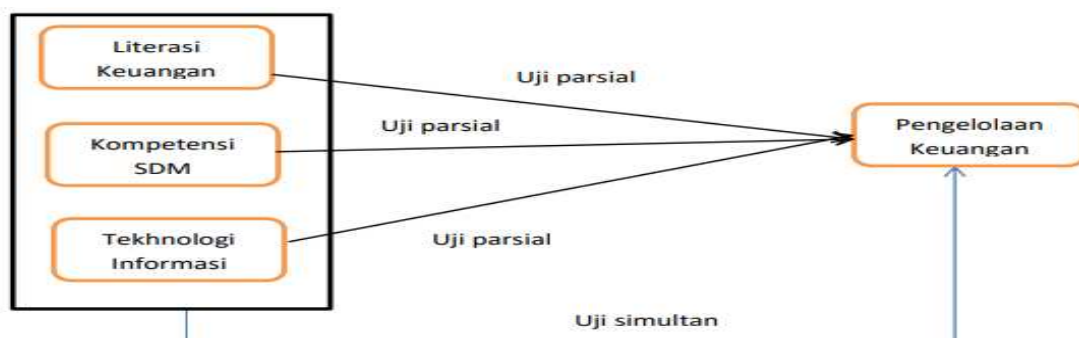 Literasi
Keuangan
Uji parsial
Uji parsial
Kompetensi
SDM
Pengelolaan
Keuangan
Tekhnologi
Informasi
Uji parsial
Uji simultan